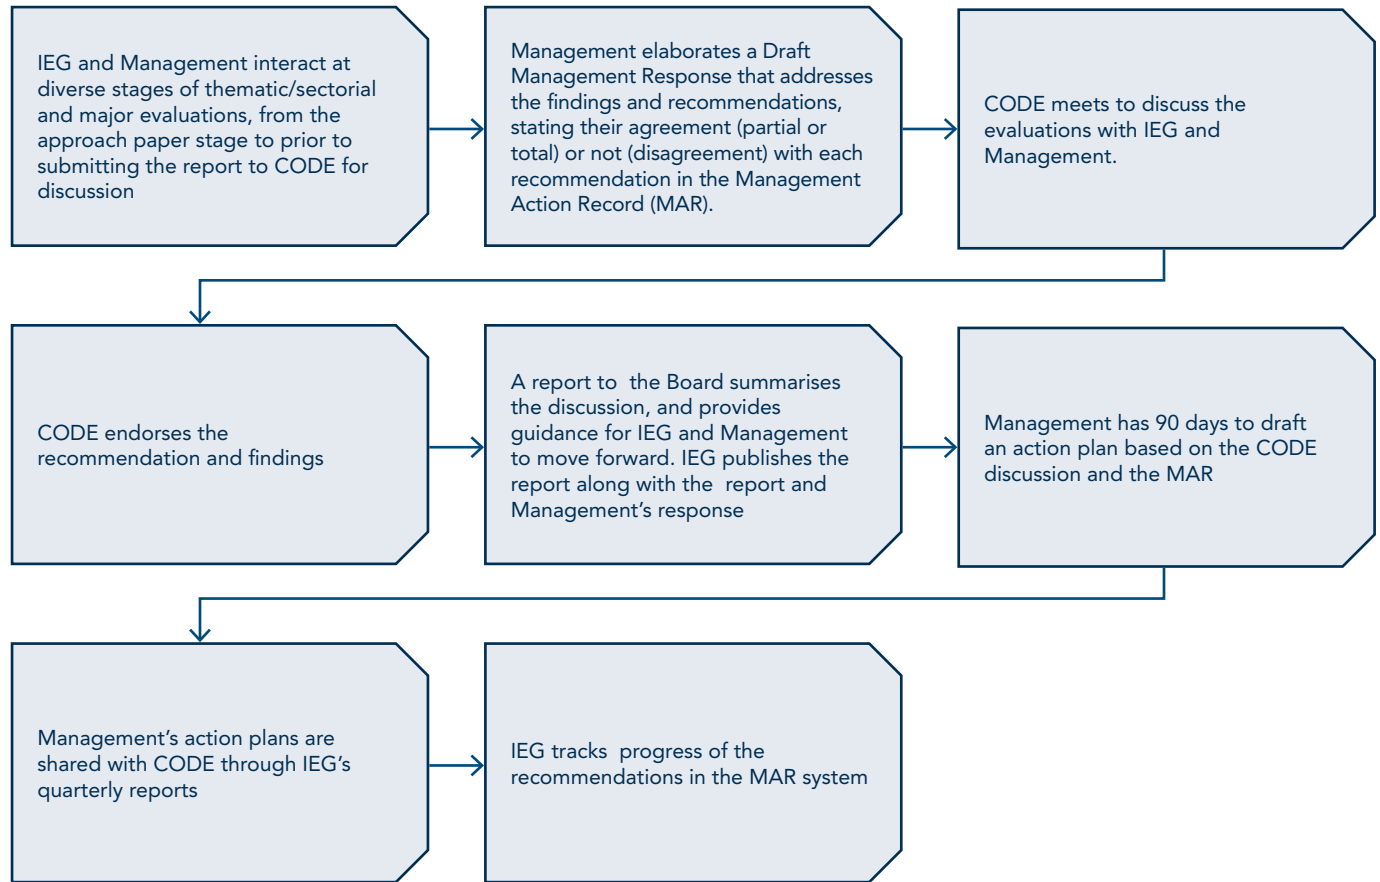 IEG and Management interact at
diverse stages of thematic/sectorial
and major evaluations, from the
approach paper stage to prior to
submitting the report to CODE for
discussion
Management elaborates a Draft
Management Response that addresses
the findings and recommendations,
stating their agreement (partial or
total) or not (disagreement) with each
recommendation in the Management
Action Record (MAR).
CODE meets to discuss the
evaluations with IEG and
Management.
CODE endorses the
recommendation and findings
A report to  the Board summarises
the discussion, and provides
guidance for IEG and Management
to move forward. IEG publishes the
report along with the  report and
Management’s response
Management has 90 days to draft
an action plan based on the CODE
discussion and the MAR
Management’s action plans are
shared with CODE through IEG’s
quarterly reports
IEG tracks  progress of the
recommendations in the MAR system